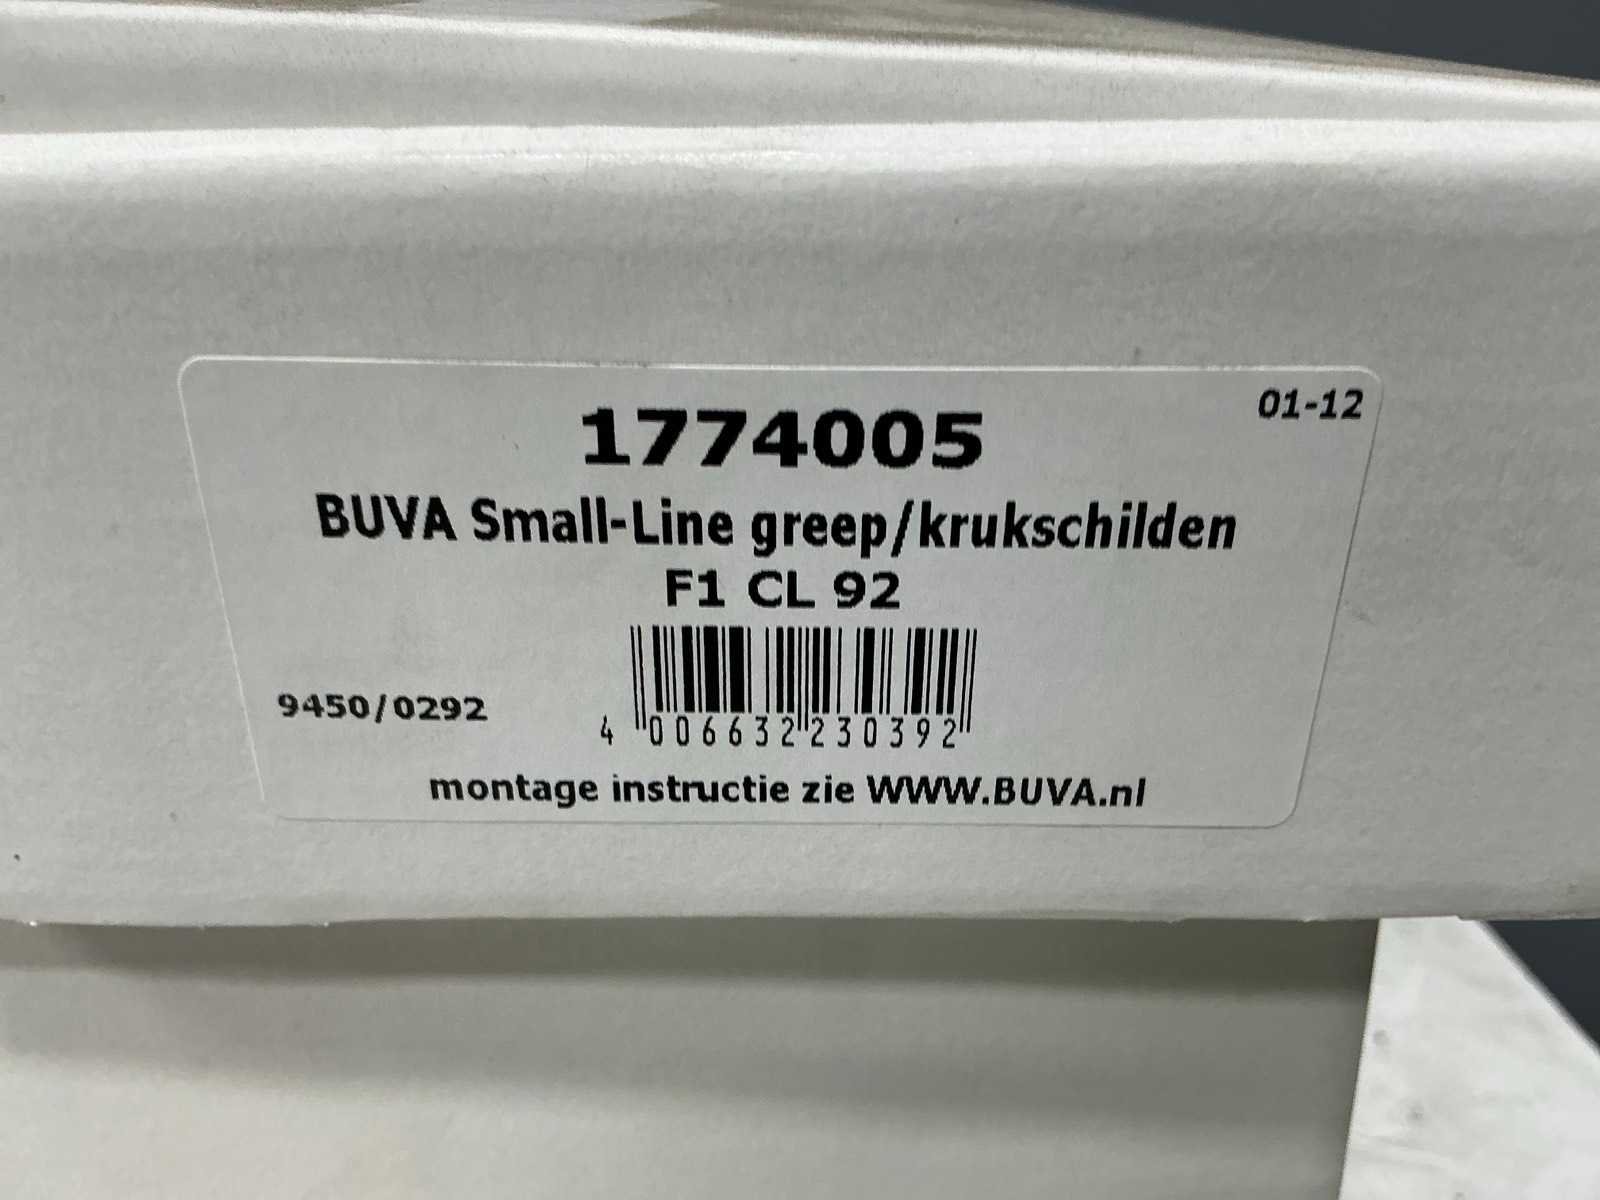 01-12
1774005
BUVA Small-Line greep/krukschilden
F1 CL 92
9450/0292
4 006632 230392
montage instructie zie WWW.BUVA.nl